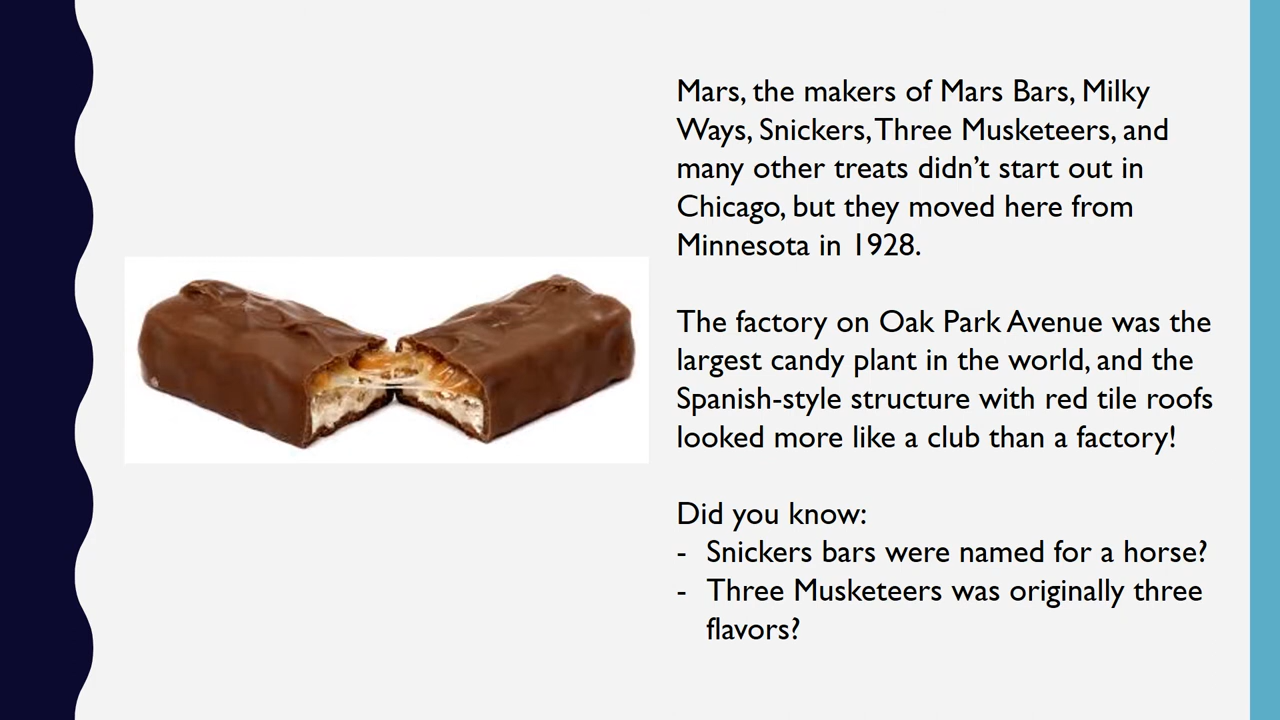 Mars, the makers of Mars Bars, Milky
Ways, Snickers, Three Musketeers, and
many other treats didn’t start out in
Chicago, but they moved here from
Minnesota in 1928.
The factory on Oak Park Avenue was the
largest candy plant in the world, and the
Spanish-style structure with red tile roofs
looked more like a club than a factory!
Did you know:
- Snickers bars were named for a horse?
- Three Musketeers was originally three
flavors?